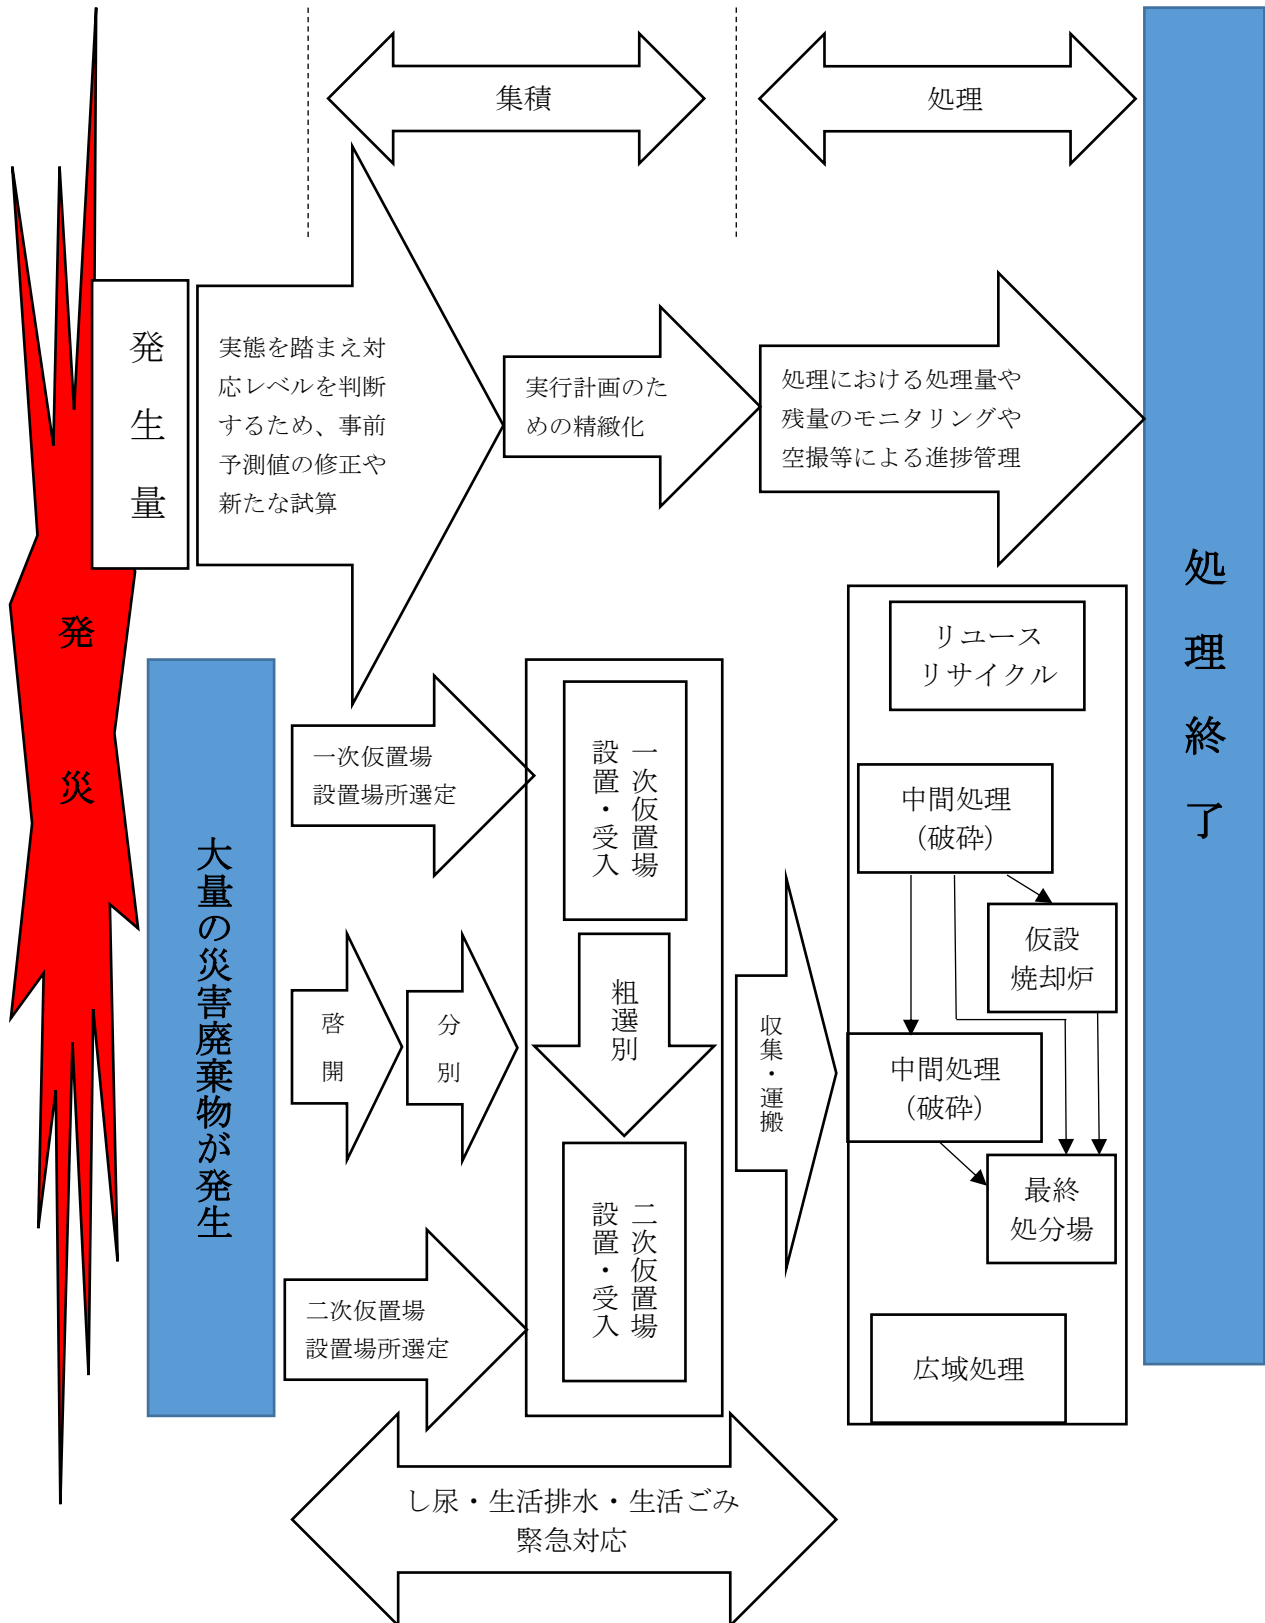 集積
処理
発生量
実態を踏まえ対
応レベルを判断
するため、事前
予測値の修正や
新たな試算
実行計画のた
めの精緻化
処理における処理量や
残量のモニタリングや
空撮等による進捗管理
発災
大量の災害廃棄物が発生
一次仮置場
設置場所選定
啓開
分別
二次仮置場
設置場所選定
一次仮置場
設置・受入
粗選別
二次仮置場
設置・受入
収集・運搬
リユース
リサイクル
中間処理
（破砕）
仮設
焼却炉
中間処理
（破砕）
最終
処分場
広域処理
し尿・生活排水・生活ごみ
緊急対応
処理終了